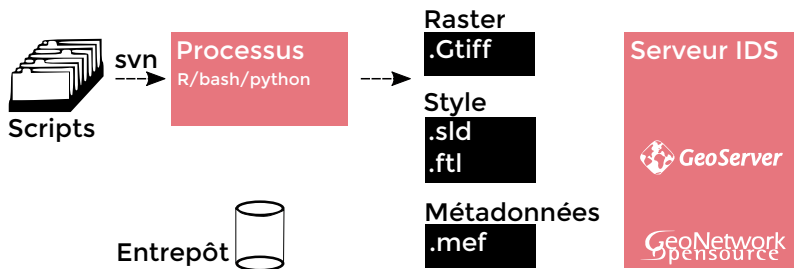 Scripts
svn
Processus
R/bash/python
Entrepôt
Raster
.Gtiff
Style
.sld
.ftl
Métadonnées
.mef
Serveur IDS
GeoServer
GeoNetwork
Opensource